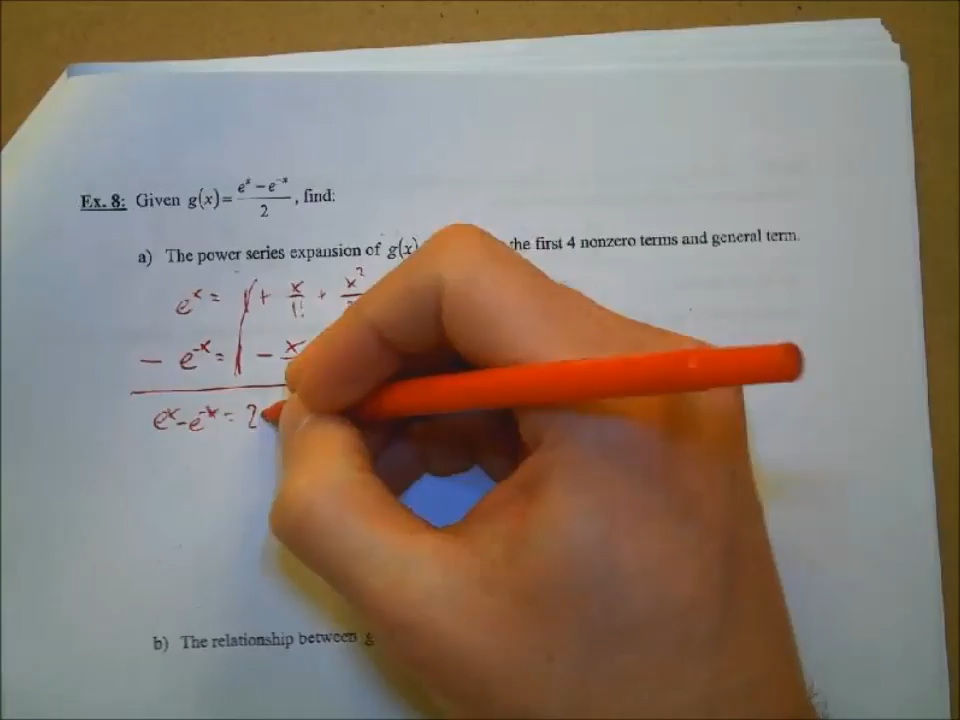 Ex. 8: Given g(x)= (e^x − e^-x)/2 , find:
a) The power series expansion of g(x) the first 4 nonzero terms and general term.
e^x = 1 + x/1! + x^2
− e^-x = 1 − x
e^x − e^-x = 2
b) The relationship between g